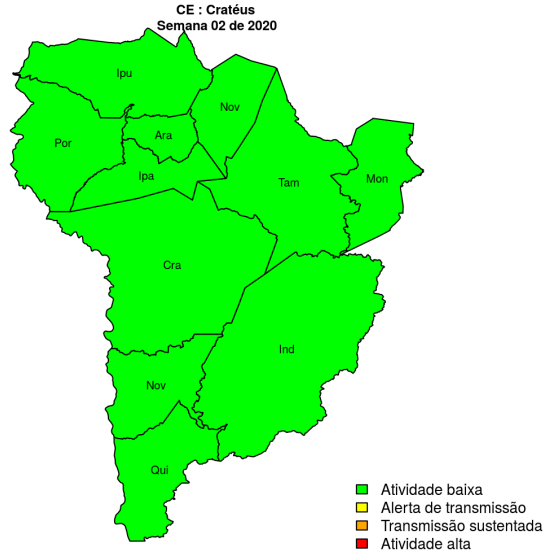 CE : Cratéus
Semana 02 de 2020
Ipu
Nov
Ara
Por
Ipa
Tam
Mon
Cra
Ind
Nov
Qui
Atividade baixa
Alerta de transmissão
Transmissão sustentada
Atividade alta